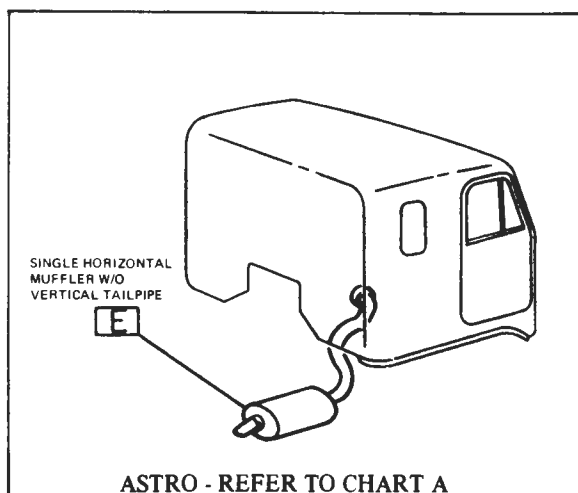 SINGLE HORIZONTAL
MUFFLER W/O
VERTICAL TAILPIPE
E
ASTRO - REFER TO CHART A